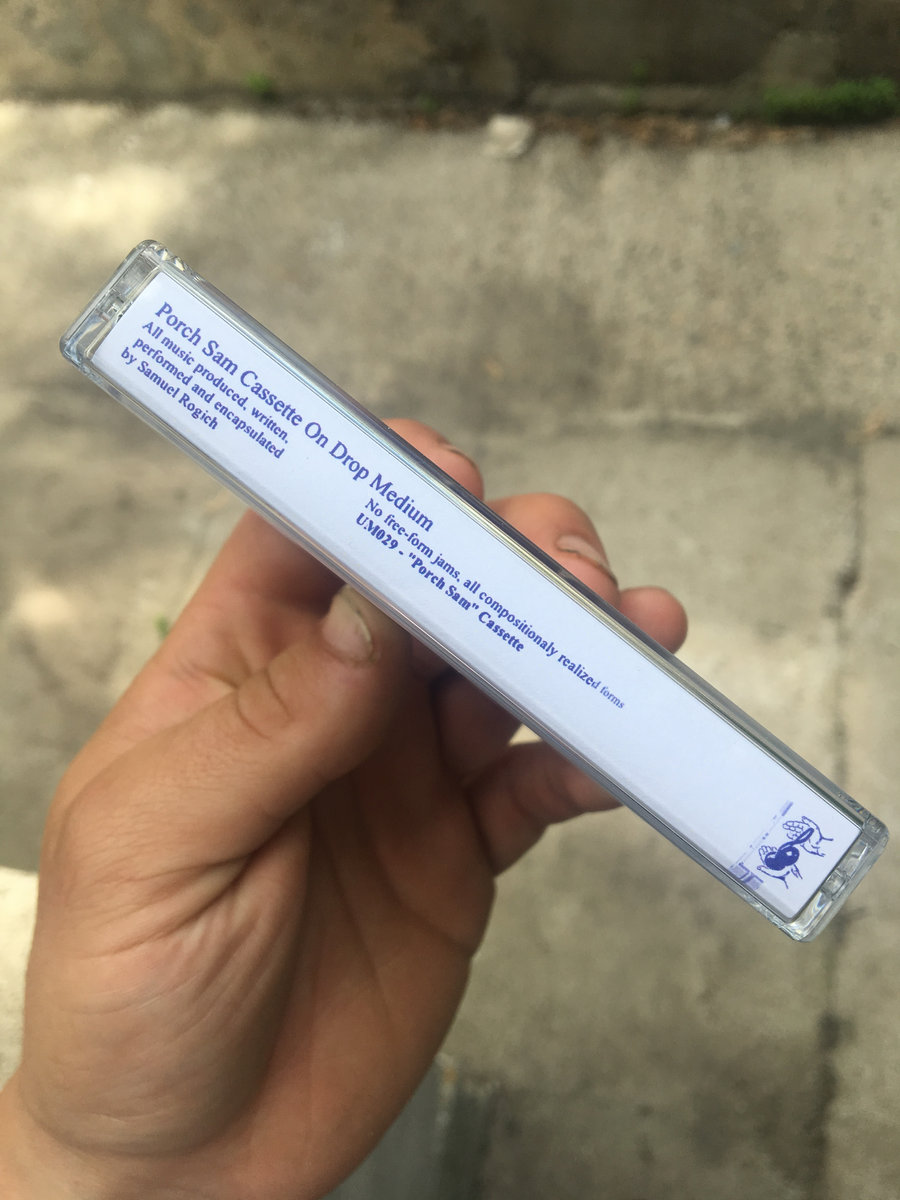 Porch Sam Cassette On Drop Medium
All music produced, written,
performed and encapsulated
by Samuel Rogich
No free-form jams, all compositionaly realized forms
UM029 - "Porch Sam" Cassette